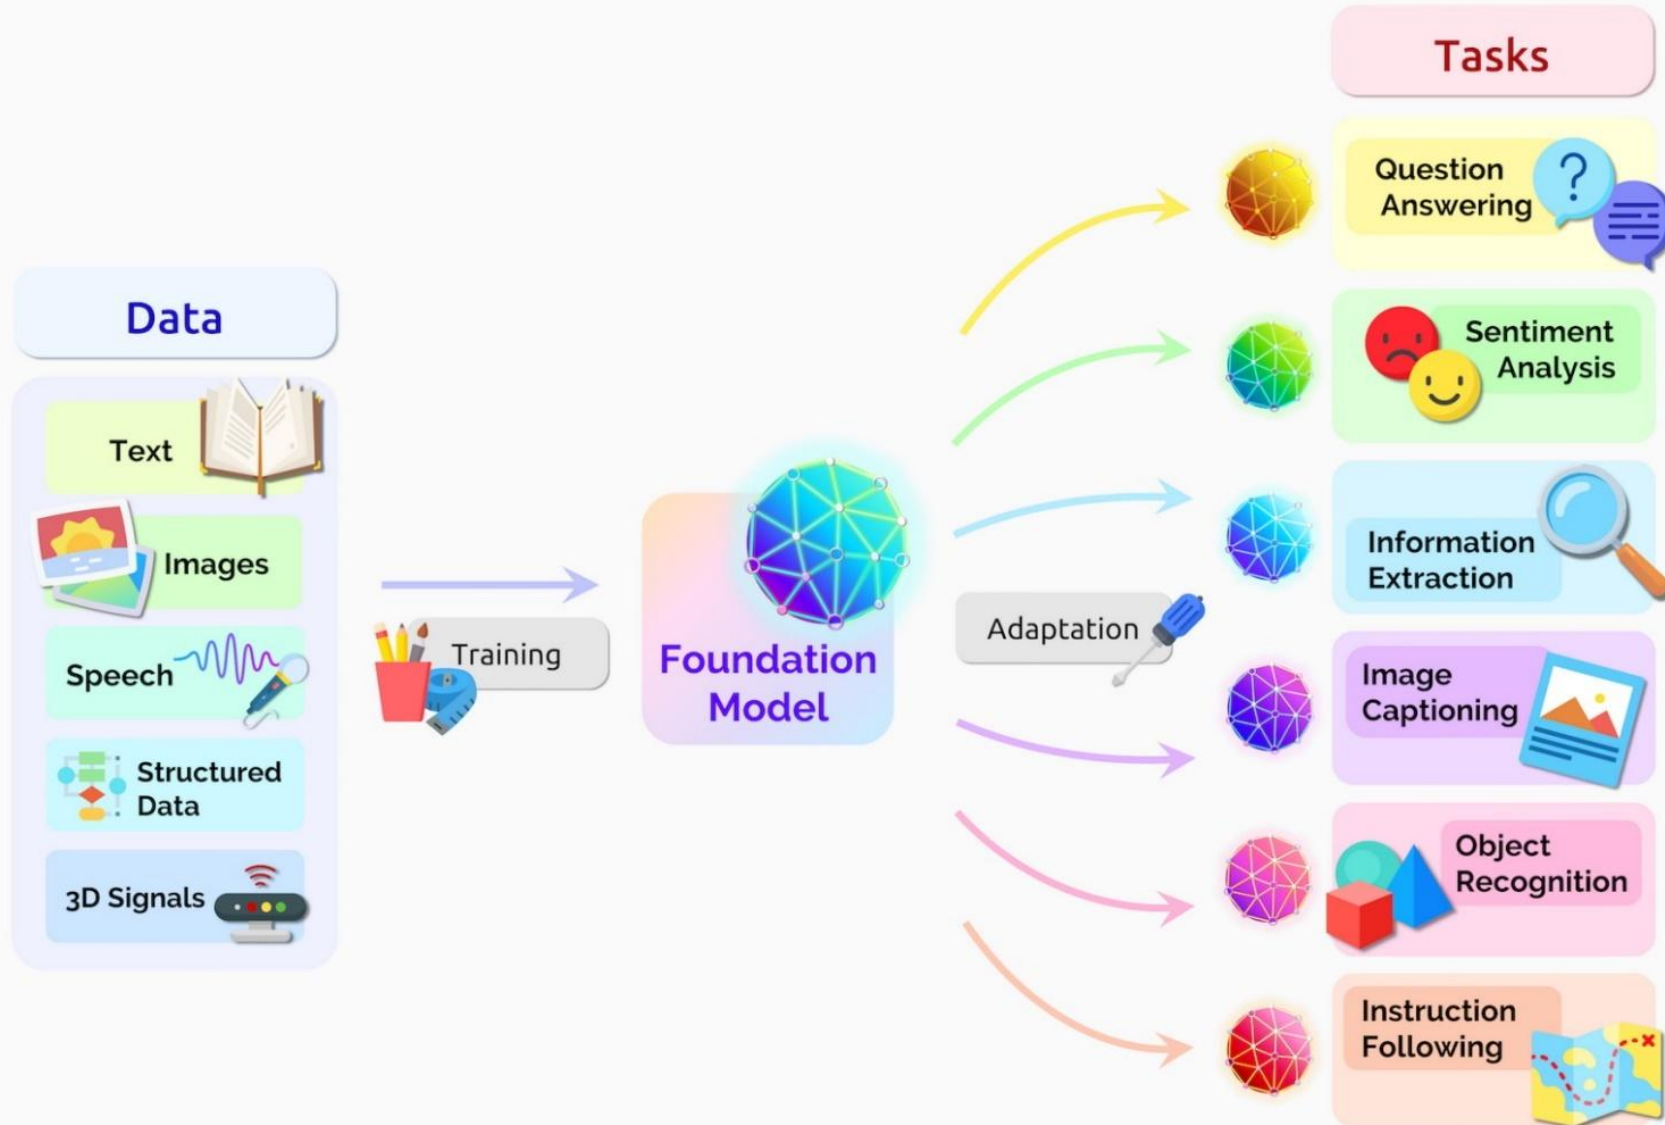 Data
Text
Images
Speech
Structured
Data
3D Signals
Training
Foundation
Model
Adaptation
Tasks
Question
Answering
?
Sentiment
Analysis
Information
Extraction
Image
Captioning
Object
Recognition
Instruction
Following